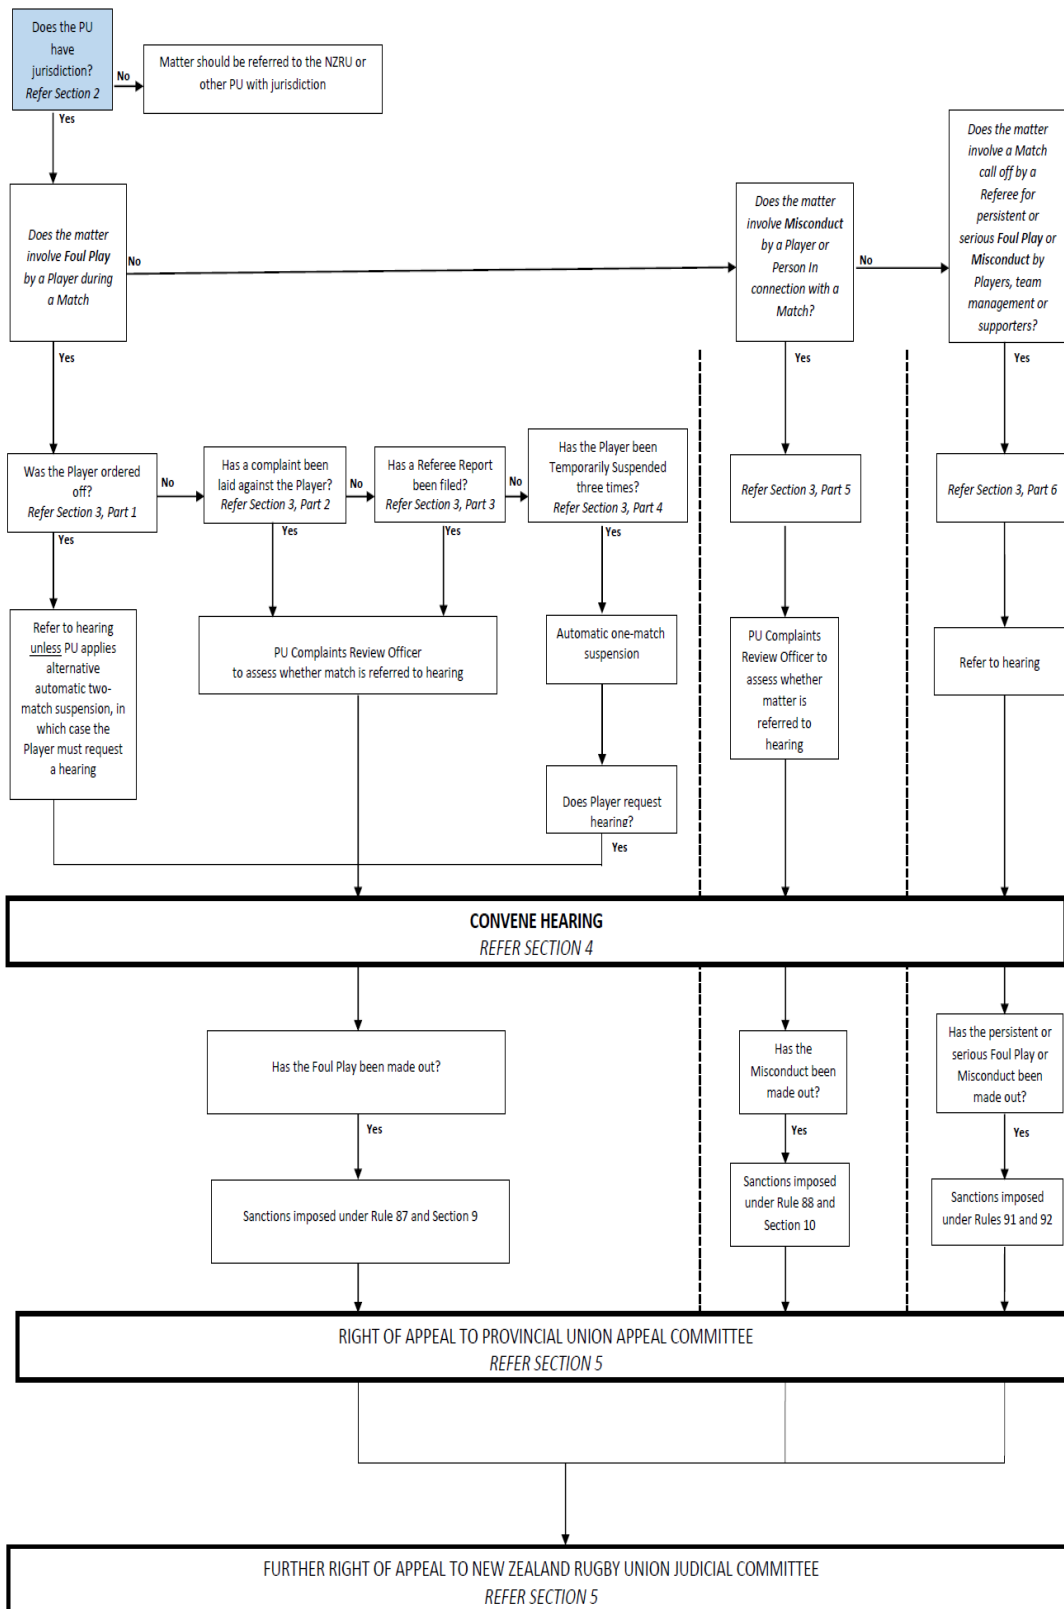 Does the PU
have
jurisdiction?
Refer Section 2
No
Matter should be referred to the NZRU or
other PU with jurisdiction
Yes
Does the matter
involve Foul Play
by a Player during
a Match
No
Does the matter
involve Misconduct
by a Player or
Person In
connection with a
Match?
No
Does the matter
involve a Match
call off by a
Referee for
persistent or
serious Foul Play or
Misconduct by
Players, team
management or
supporters?
Yes
Yes
Yes
Was the Player ordered
off?
Refer Section 3, Part 1
No
Has a complaint been
laid against the Player?
Refer Section 3, Part 2
No
Has a Referee Report
been filed?
Refer Section 3, Part 3
No
Has the Player been
Temporarily Suspended
three times?
Refer Section 3, Part 4
Refer Section 3, Part 5
Refer Section 3, Part 6
Yes
Yes
Yes
Yes
Refer to hearing
unless PU applies
alternative
automatic two-
match suspension, in
which case the
Player must request
a hearing
PU Complaints Review Officer
to assess whether match is referred to hearing
Automatic one-match
suspension
Does Player request
hearing?
Yes
PU Complaints
Review Officer to
assess whether
matter is
referred to
hearing
Refer to hearing
CONVENE HEARING
REFER SECTION 4
Has the Foul Play been made out?
Has the
Misconduct been
made out?
Has the persistent or
serious Foul Play or
Misconduct been
made out?
Yes
Yes
Yes
Sanctions imposed under Rule 87 and Section 9
Sanctions imposed
under Rule 88 and
Section 10
Sanctions imposed
under Rules 91 and 92
RIGHT OF APPEAL TO PROVINCIAL UNION APPEAL COMMITTEE
REFER SECTION 5
FURTHER RIGHT OF APPEAL TO NEW ZEALAND RUGBY UNION JUDICIAL COMMITTEE
REFER SECTION 5